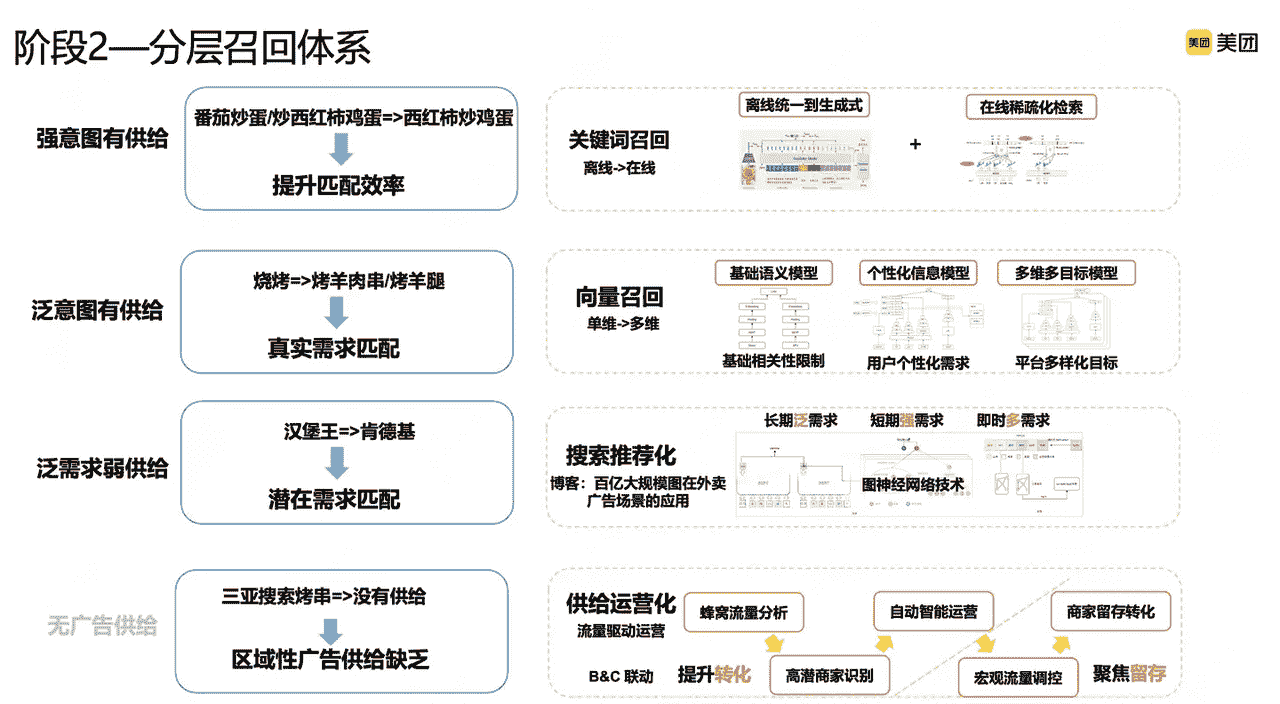 阶段2—分层召回体系
美团 美团
强意图有供给
番茄炒蛋/炒西红柿鸡蛋=>西红柿炒鸡蛋
提升匹配效率
关键词召回
离线->在线
离线统一到生成式
+
在线稀疏化检索
泛意图有供给
烧烤=>烤羊肉串/烤羊腿
真实需求匹配
向量召回
单维->多维
基础语义模型
基础相关性限制
个性化信息模型
用户个性化需求
多维多目标模型
平台多样化目标
泛需求弱供给
汉堡王=>肯德基
潜在需求匹配
搜索推荐化
博客：百亿大规模图在外卖
广告场景的应用
长期泛需求
短期强需求
即时多需求
图神经网络技术
无广告供给
三亚搜索烤串=>没有供给
区域性广告供给缺乏
供给运营化
流量驱动运营
B&C 联动
蜂窝流量分析
自动智能运营
商家留存转化
提升转化
高潜商家识别
宏观流量调控
聚焦留存